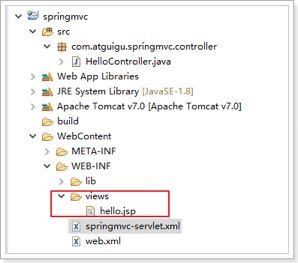 springmvc
src
com.atguigu.springmvc.controller
HelloController.java
Web App Libraries
JRE System Library [JavaSE-1.8]
Apache Tomcat v7.0 [Apache Tomcat v7.0]
build
WebContent
META-INF
WEB-INF
lib
views
hello.jsp
springmvc-servlet.xml
web.xml